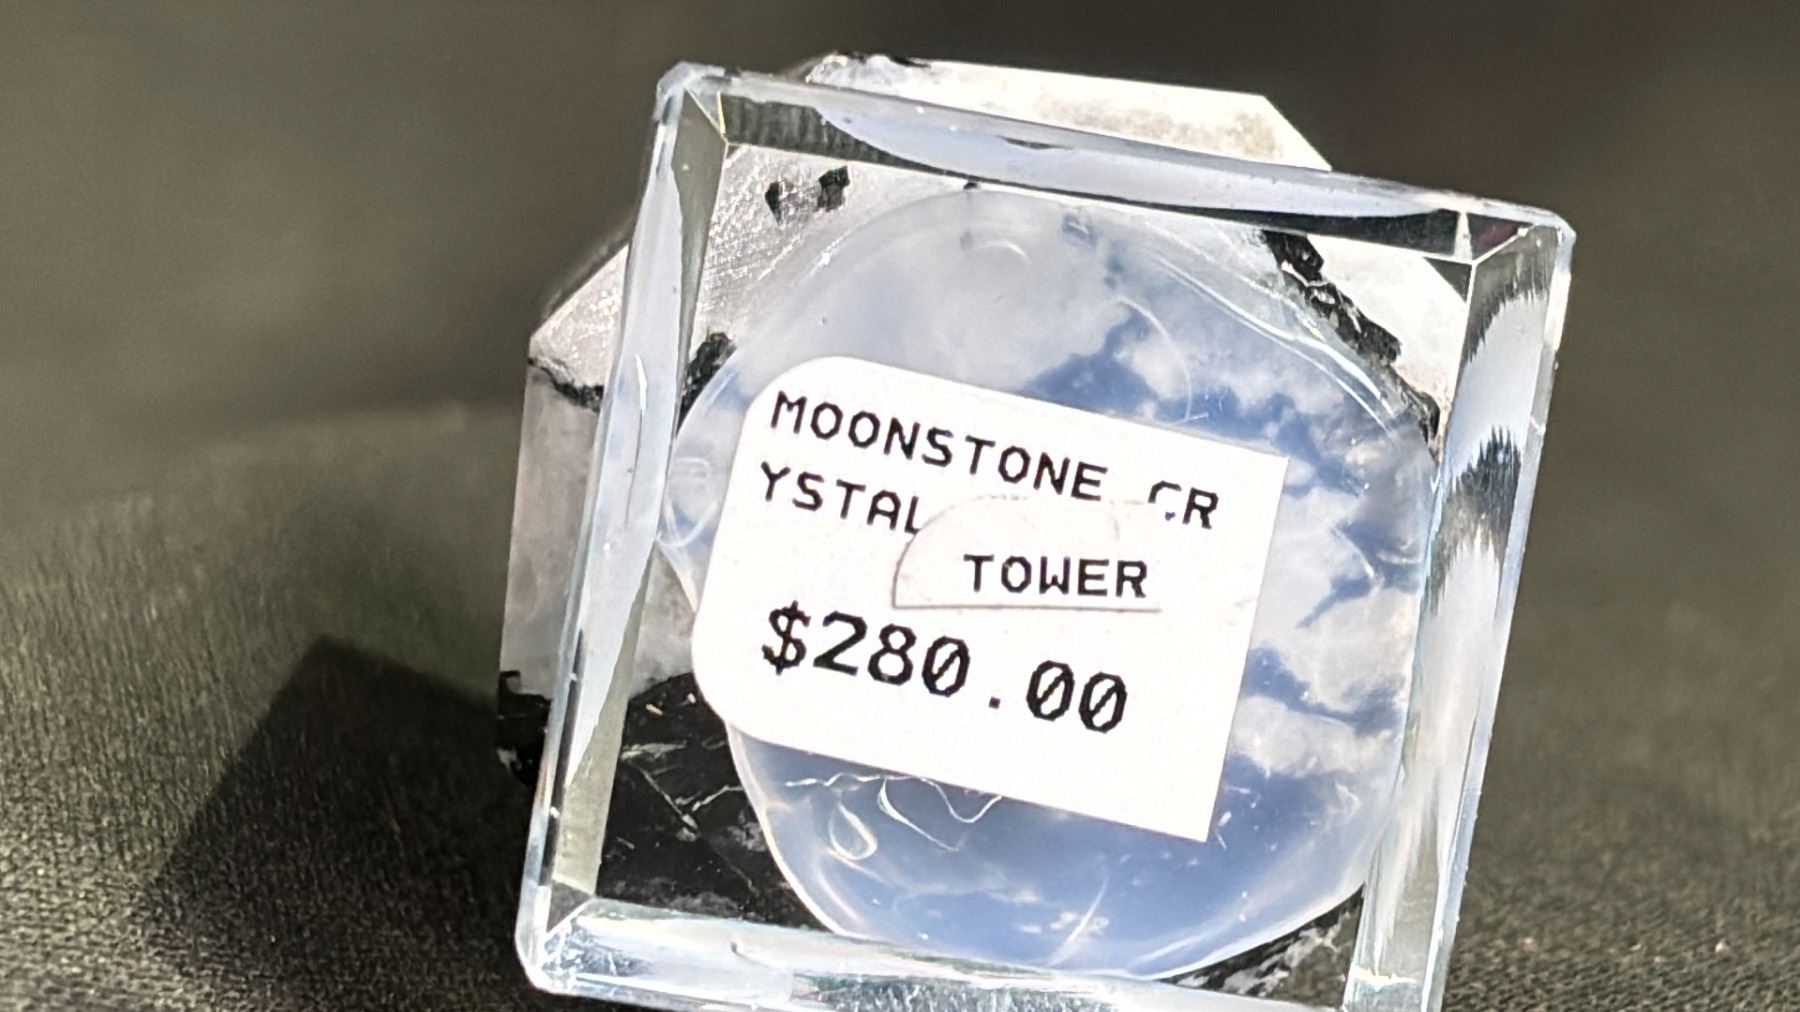 MOONSTONE CR
YSTAL
TOWER
$280.00